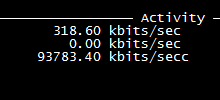 Activity
318.60 kbits/sec
0.00 kbits/sec
93783.40 kbits/secc